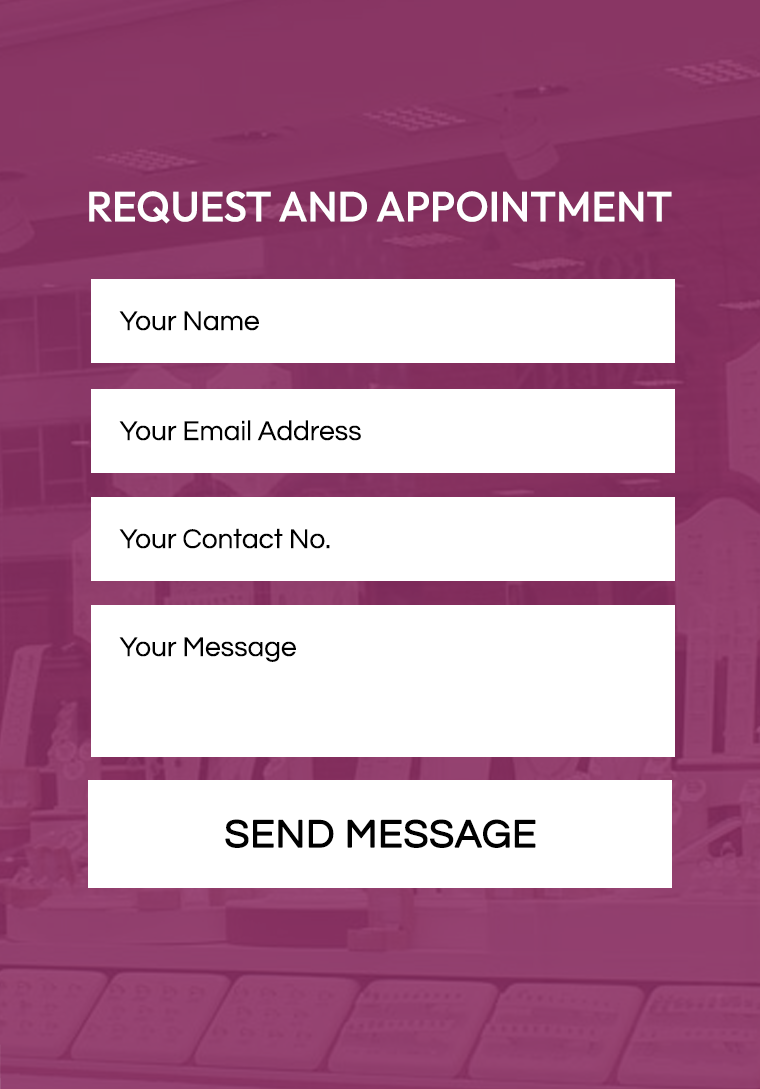 REQUEST AND APPOINTMENT
Your Name
Your Email Address
Your Contact No.
Your Message
SEND MESSAGE